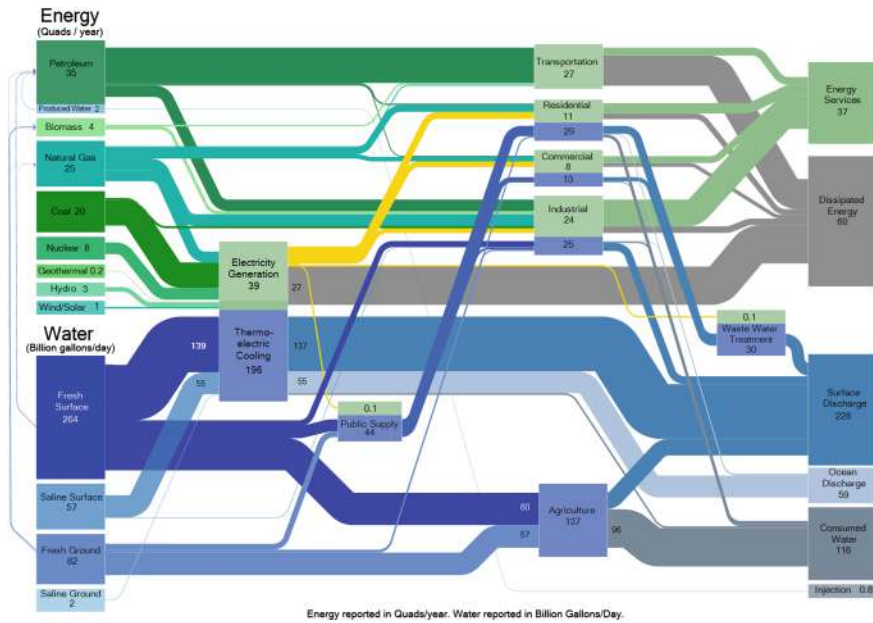 Energy
(Quads / year)
Petroleum
35
Produced Water 2
Biomass 4
Natural Gas
25
Coal 20
Nuclear 8
Geothermal 0.2
Hydro 3
Wind/Solar 1
Water
(Billion gallons/day)
Fresh Surface
264
Saline Surface
57
Fresh Ground
82
Saline Ground
2
Electricity
Generation
39
27
Thermo-
electric
Cooling
196
139
55
137
55
0.1
Public Supply
44
Transportation
27
Residential
11
29
Commercial
8
13
Industrial
24
25
80
57
Agriculture
137
96
0.1
Waste Water
Treatment
30
Energy
Services
37
Dissipated
Energy
60
Surface
Discharge
228
Ocean
Discharge
59
Consumed
Water
116
Injection 0.8
Energy reported in Quads/year. Water reported in Billion Gallons/Day.